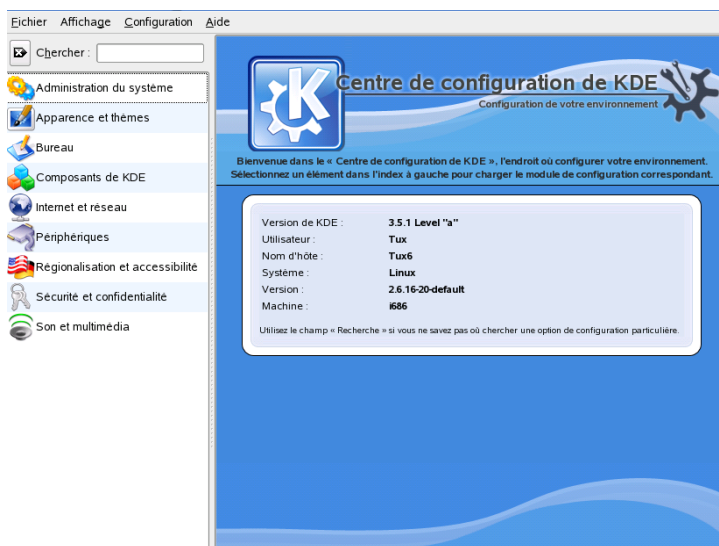 Fichier Affichage Configuration Aide
Chercher :
Administration du système
Apparence et thèmes
Bureau
Composants de KDE
Internet et réseau
Périphériques
Régionalisation et accessibilité
Sécurité et confidentialité
Son et multimédia
Centre de configuration de KDE
Configuration de votre environnement
Bienvenue dans le « Centre de configuration de KDE », l'endroit où configurer votre environnement.
Sélectionnez un élément dans l'index à gauche pour charger le module de configuration correspondant.
Version de KDE : 3.5.1 Level "a"
Utilisateur : Tux
Nom d'hôte : Tux6
Système : Linux
Version : 2.6.16-20-default
Machine : i686
Utilisez le champ « Recherche » si vous ne savez pas où chercher une option de configuration particulière.